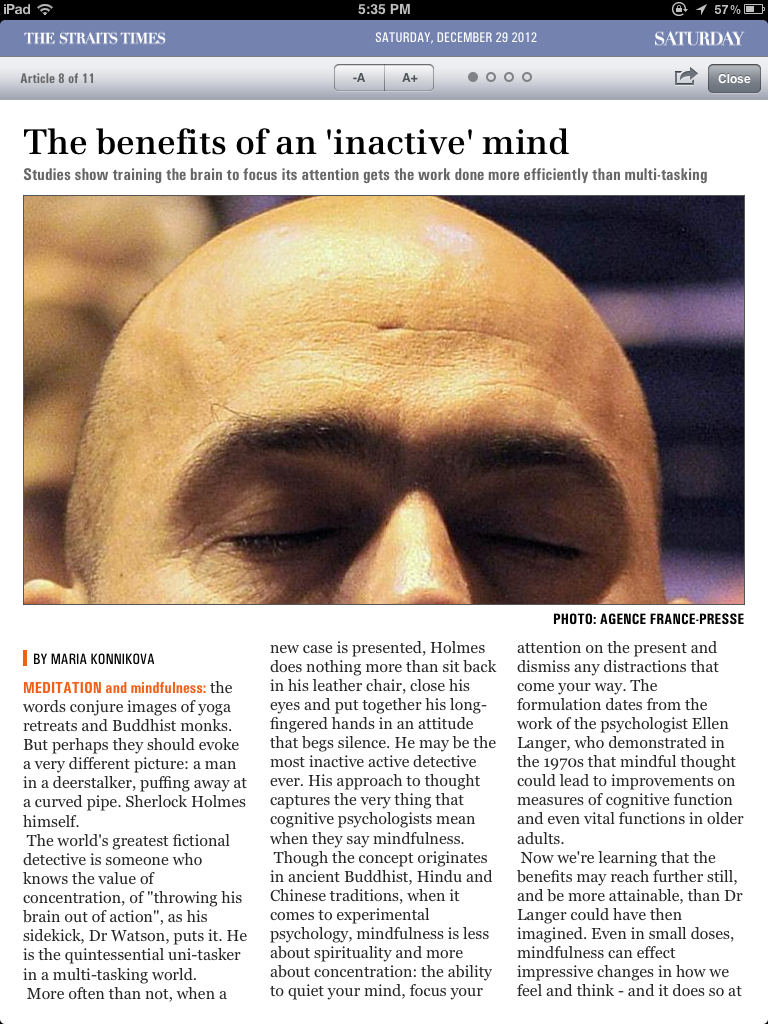 iPad
5:35 PM
57%
THE STRAITS TIMES
SATURDAY, DECEMBER 29 2012
SATURDAY
Article 8 of 11
-A
A+
Close
The benefits of an 'inactive' mind
Studies show training the brain to focus its attention gets the work done more efficiently than multi-tasking
PHOTO: AGENCE FRANCE-PRESSE
BY MARIA KONNIKOVA
MEDITATION and mindfulness: the
words conjure images of yoga
retreats and Buddhist monks.
But perhaps they should evoke
a very different picture: a man
in a deerstalker, puffing away at
a curved pipe. Sherlock Holmes
himself.
The world's greatest fictional
detective is someone who
knows the value of
concentration, of "throwing his
brain out of action", as his
sidekick, Dr Watson, puts it. He
is the quintessential uni-tasker
in a multi-tasking world.
More often than not, when a
new case is presented, Holmes
does nothing more than sit back
in his leather chair, close his
eyes and put together his long-
fingered hands in an attitude
that begs silence. He may be the
most inactive active detective
ever. His approach to thought
captures the very thing that
cognitive psychologists mean
when they say mindfulness.
Though the concept originates
in ancient Buddhist, Hindu and
Chinese traditions, when it
comes to experimental
psychology, mindfulness is less
about spirituality and more
about concentration: the ability
to quiet your mind, focus your
attention on the present and
dismiss any distractions that
come your way. The
formulation dates from the
work of the psychologist Ellen
Langer, who demonstrated in
the 1970s that mindful thought
could lead to improvements on
measures of cognitive function
and even vital functions in older
adults.
Now we're learning that the
benefits may reach further still,
and be more attainable, than Dr
Langer could have then
imagined. Even in small doses,
mindfulness can effect
impressive changes in how we
feel and think - and it does so at